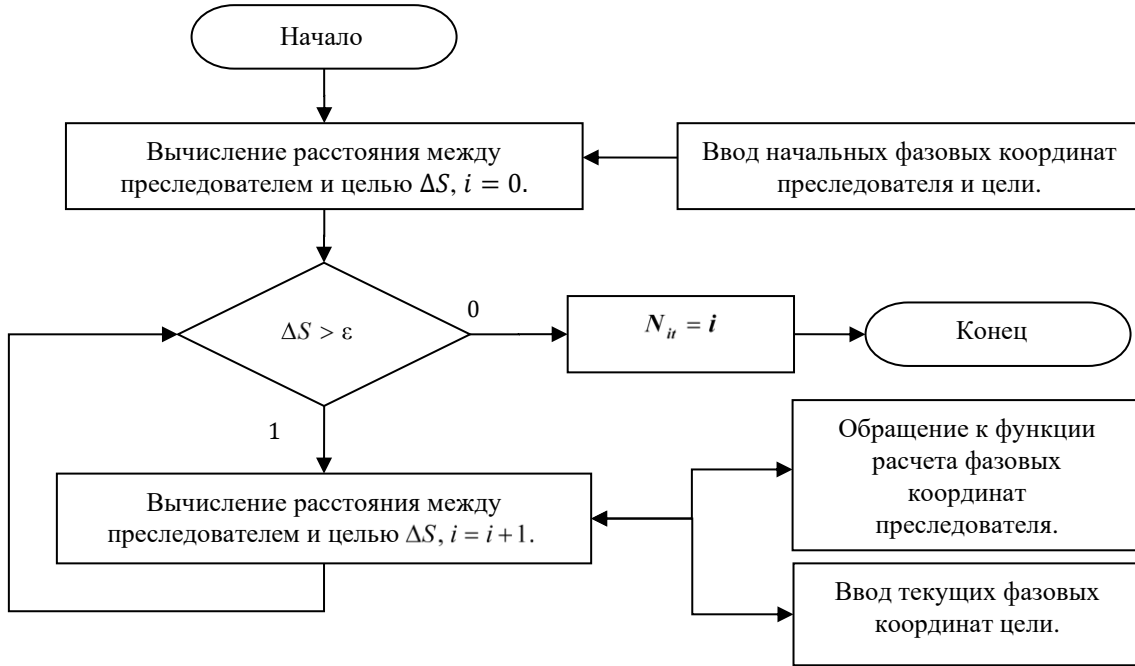 Начало
Вычисление расстояния между
преследователем и целью ΔS, i = 0.
Ввод начальных фазовых координат
преследователя и цели.
ΔS > ε
0
N_it = i
Конец
1
Вычисление расстояния между
преследователем и целью ΔS, i = i+1.
Обращение к функции
расчета фазовых
координат
преследователя.
Ввод текущих фазовых
координат цели.